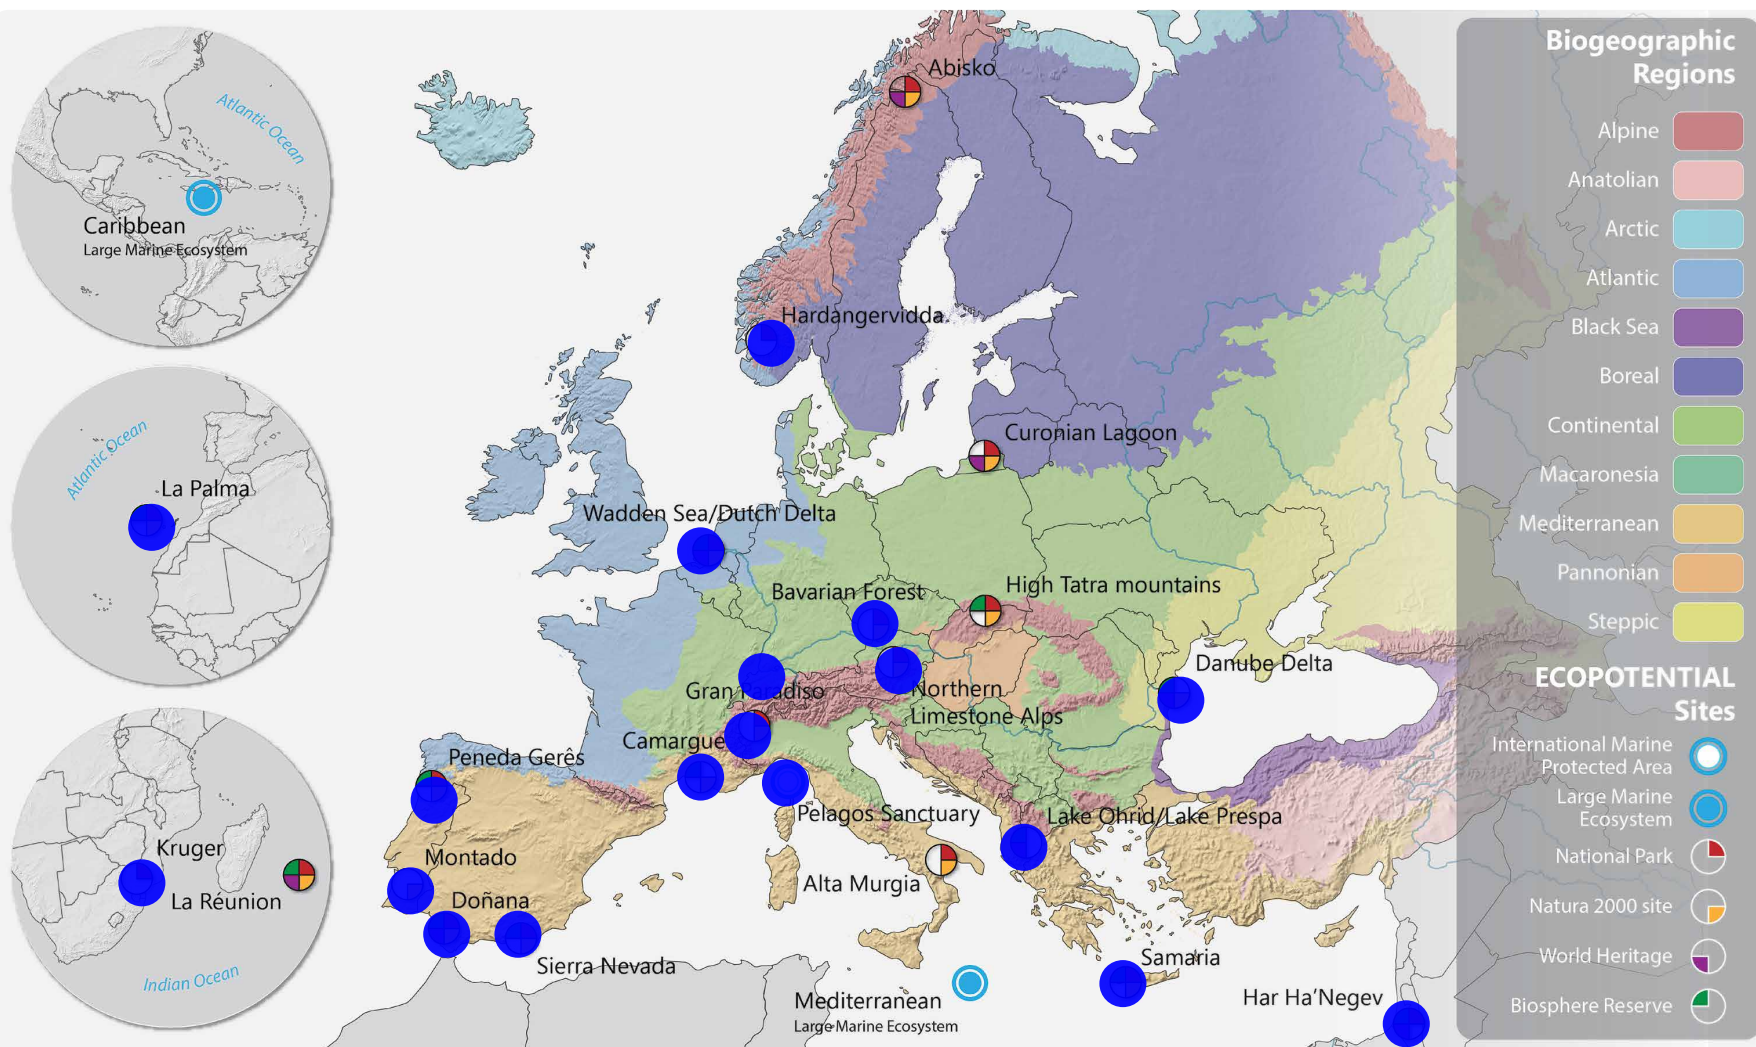 Atlantic Ocean
Caribbean
Large Marine Ecosystem
Atlantic Ocean
La Palma
Kruger
La Réunion
Indian Ocean
Abisko
Hardangervidda
Curonian Lagoon
Wadden Sea/Dutch Delta
Bavarian Forest
High Tatra mountains
Danube Delta
Gran Paradiso
Northern
Limestone Alps
Camargue
Peneda Gerês
Pelagos Sanctuary
Lake Ohrid/Lake Prespa
Montado
Alta Murgia
Doñana
Sierra Nevada
Samaria
Mediterranean
Large Marine Ecosystem
Har Ha'Negev
Biogeographic
Regions
Alpine
Anatolian
Arctic
Atlantic
Black Sea
Boreal
Continental
Macaronesia
Mediterranean
Pannonian
Steppic
ECOPOTENTIAL
Sites
International Marine
Protected Area
Large Marine
Ecosystem
National Park
Natura 2000 site
World Heritage
Biosphere Reserve